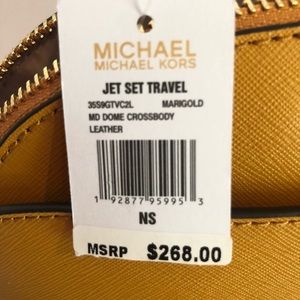 MICHAEL
MICHAEL KORS
JET SET TRAVEL
35S9GTVC2L MARIGOLD
MD DOME CROSSBODY
LEATHER
1 92877 95995 3
NS
MSRP $268.00